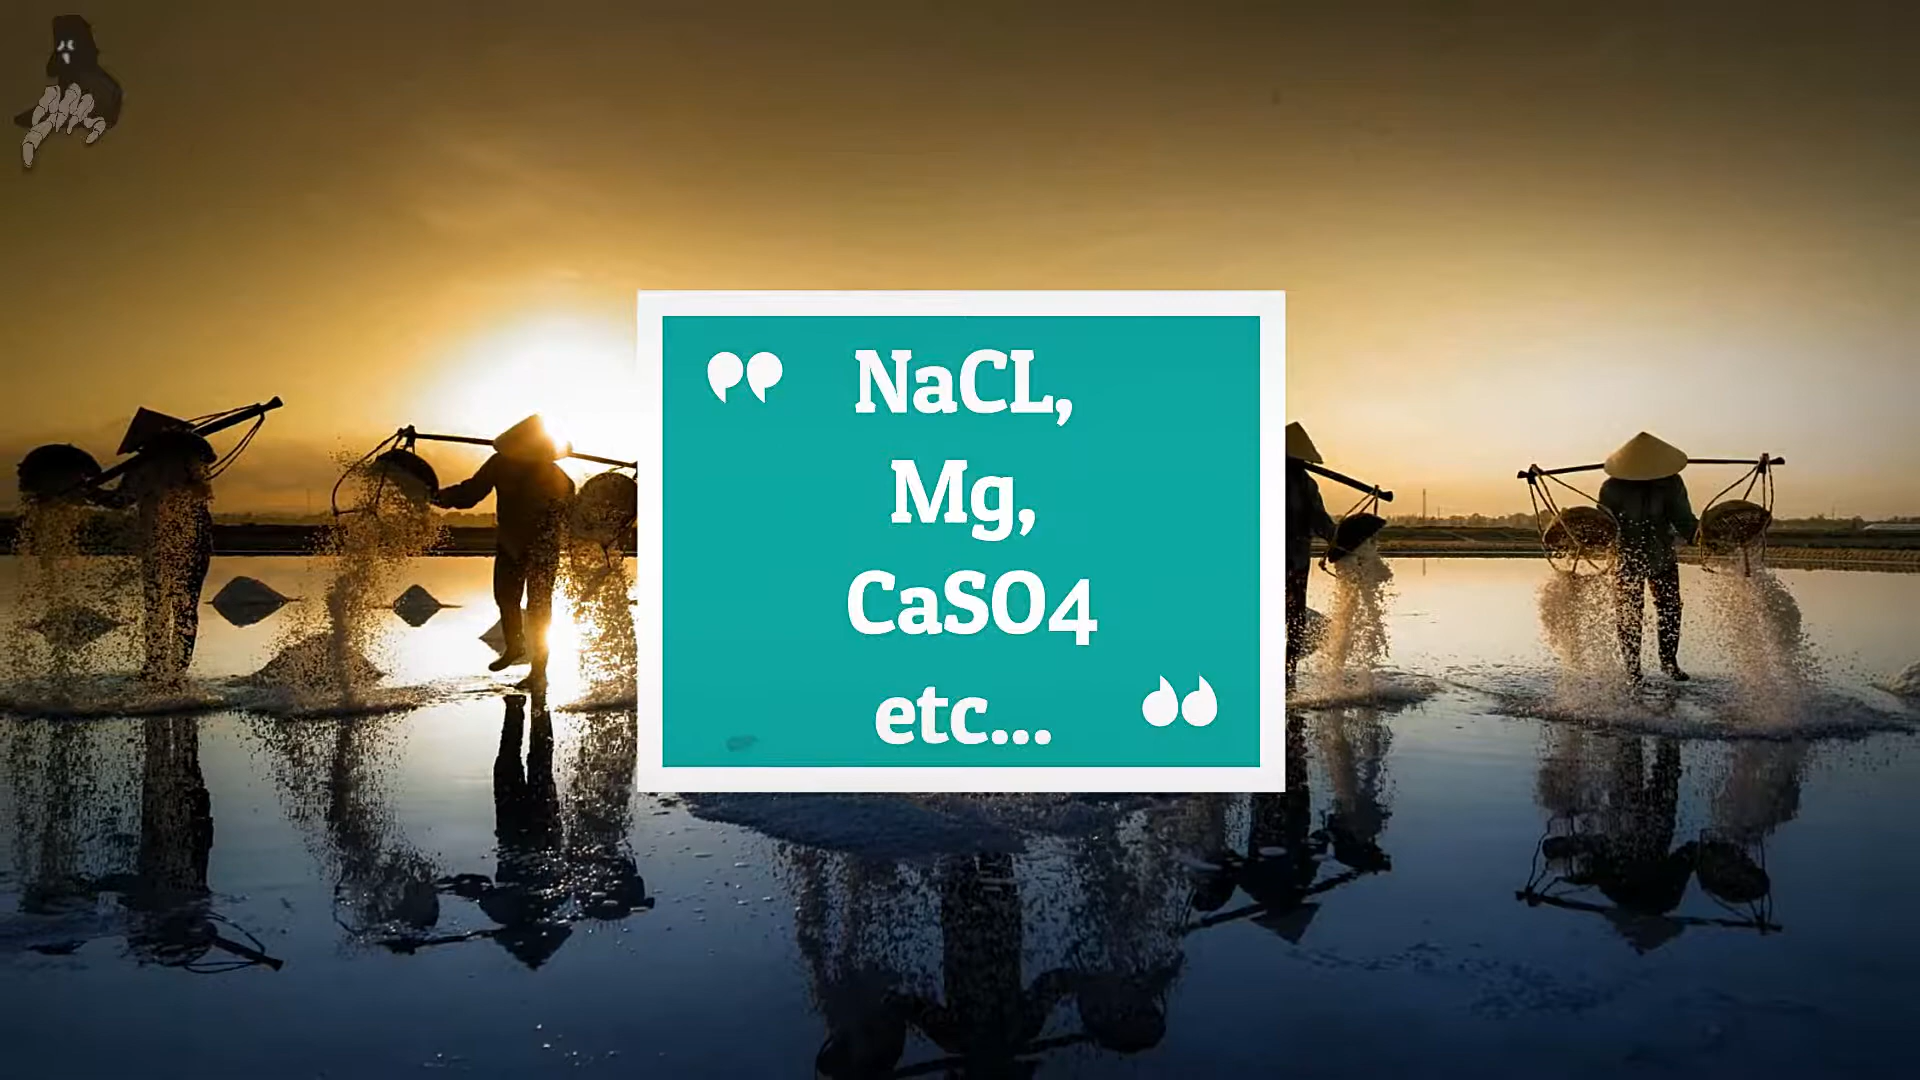 ” NaCL,
Mg,
CaSO4
etc... “